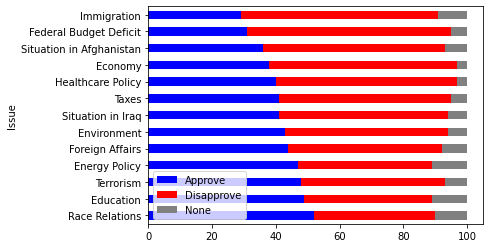 Immigration
Federal Budget Deficit
Situation in Afghanistan
Economy
Healthcare Policy
Taxes
Situation in Iraq
Environment
Foreign Affairs
Energy Policy
Terrorism
Education
Race Relations
Issue
Approve
Disapprove
None
0 20 40 60 80 100